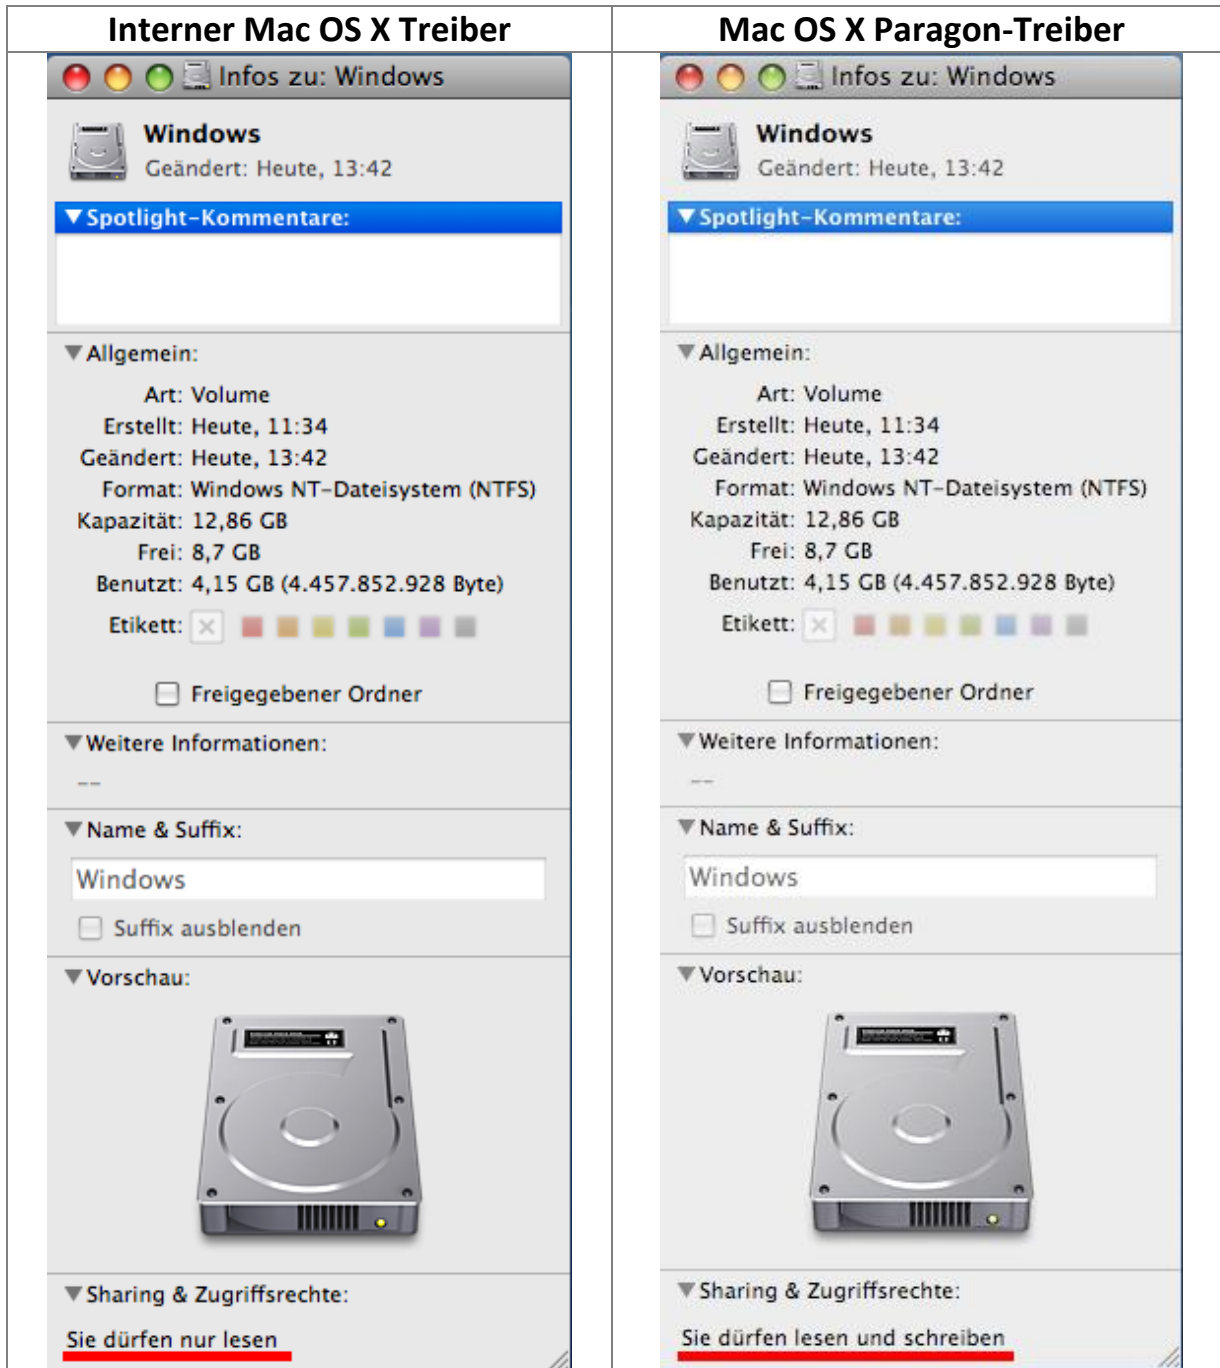 Interner Mac OS X Treiber
Infos zu: Windows
Windows
Geändert: Heute, 13:42
Spotlight-Kommentare:
Allgemein:
Art: Volume
Erstellt: Heute, 11:34
Geändert: Heute, 13:42
Format: Windows NT-Dateisystem (NTFS)
Kapazität: 12,86 GB
Frei: 8,7 GB
Benutzt: 4,15 GB (4.457.852.928 Byte)
Etikett:
Freigegebener Ordner
Weitere Informationen:
--
Name & Suffix:
Windows
Suffix ausblenden
Vorschau:
Sharing & Zugriffsrechte:
Sie dürfen nur lesen
Mac OS X Paragon-Treiber
Infos zu: Windows
Windows
Geändert: Heute, 13:42
Spotlight-Kommentare:
Allgemein:
Art: Volume
Erstellt: Heute, 11:34
Geändert: Heute, 13:42
Format: Windows NT-Dateisystem (NTFS)
Kapazität: 12,86 GB
Frei: 8,7 GB
Benutzt: 4,15 GB (4.457.852.928 Byte)
Etikett:
Freigegebener Ordner
Weitere Informationen:
--
Name & Suffix:
Windows
Suffix ausblenden
Vorschau:
Sharing & Zugriffsrechte:
Sie dürfen lesen und schreiben